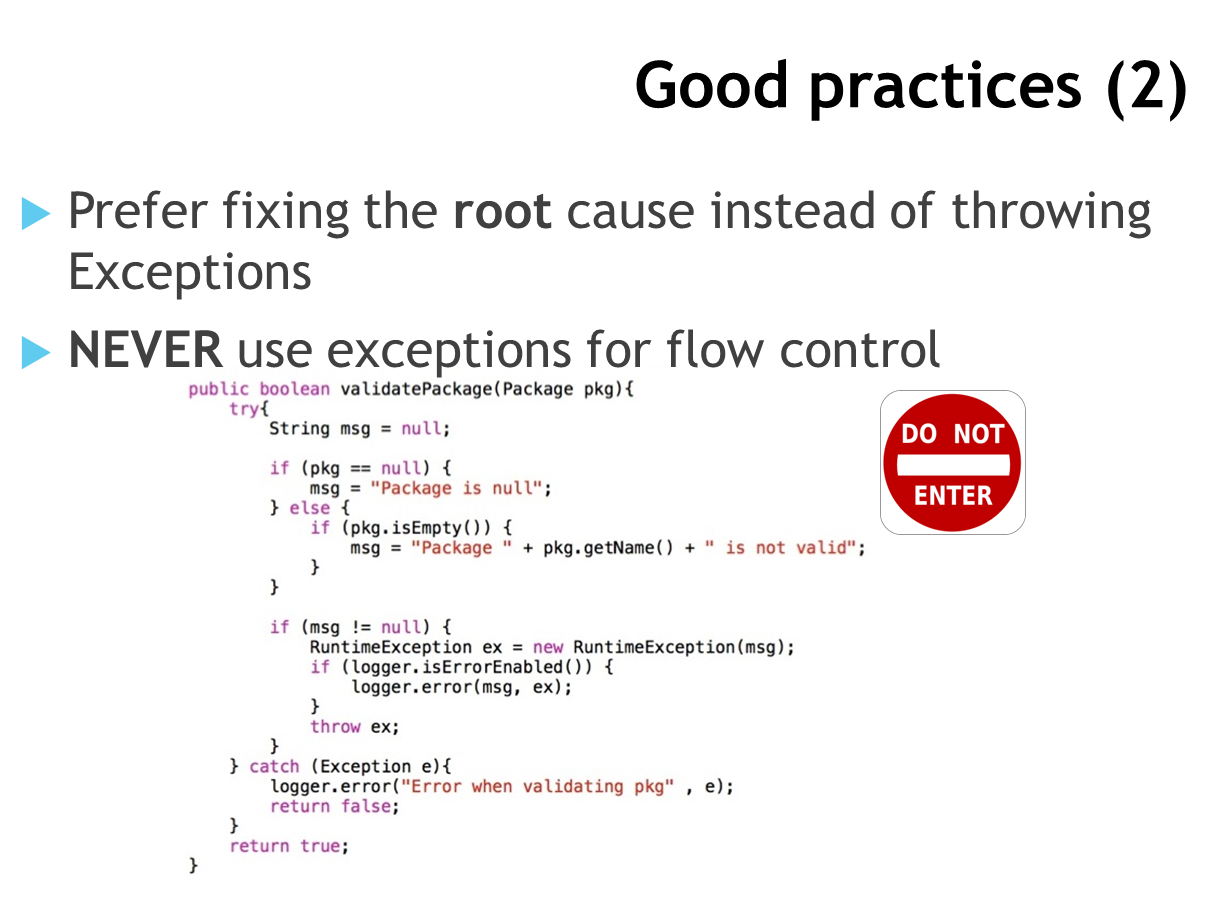 Good practices (2)
Prefer fixing the root cause instead of throwing
Exceptions
NEVER use exceptions for flow control
public boolean validatePackage(Package pkg){
    try{
        String msg = null;
        if (pkg == null) {
            msg = "Package is null";
        } else {
            if (pkg.isEmpty()) {
                msg = "Package " + pkg.getName() + " is not valid";
            }
        }
        if (msg != null) {
            RuntimeException ex = new RuntimeException(msg);
            if (logger.isErrorEnabled()) {
                logger.error(msg, ex);
            }
            throw ex;
        }
    } catch (Exception e){
        logger.error("Error when validating pkg" , e);
        return false;
    }
    return true;
}
DO NOT
ENTER